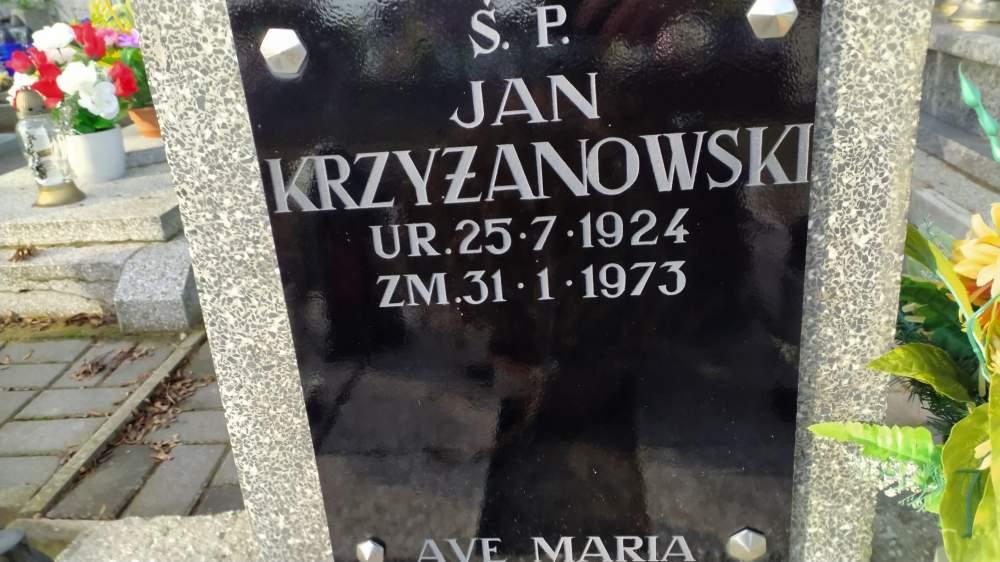 Ś. P.
JAN
KRZYŻANOWSKI
UR. 25·7·1924
ZM. 31·1·1973
AVE MARIA